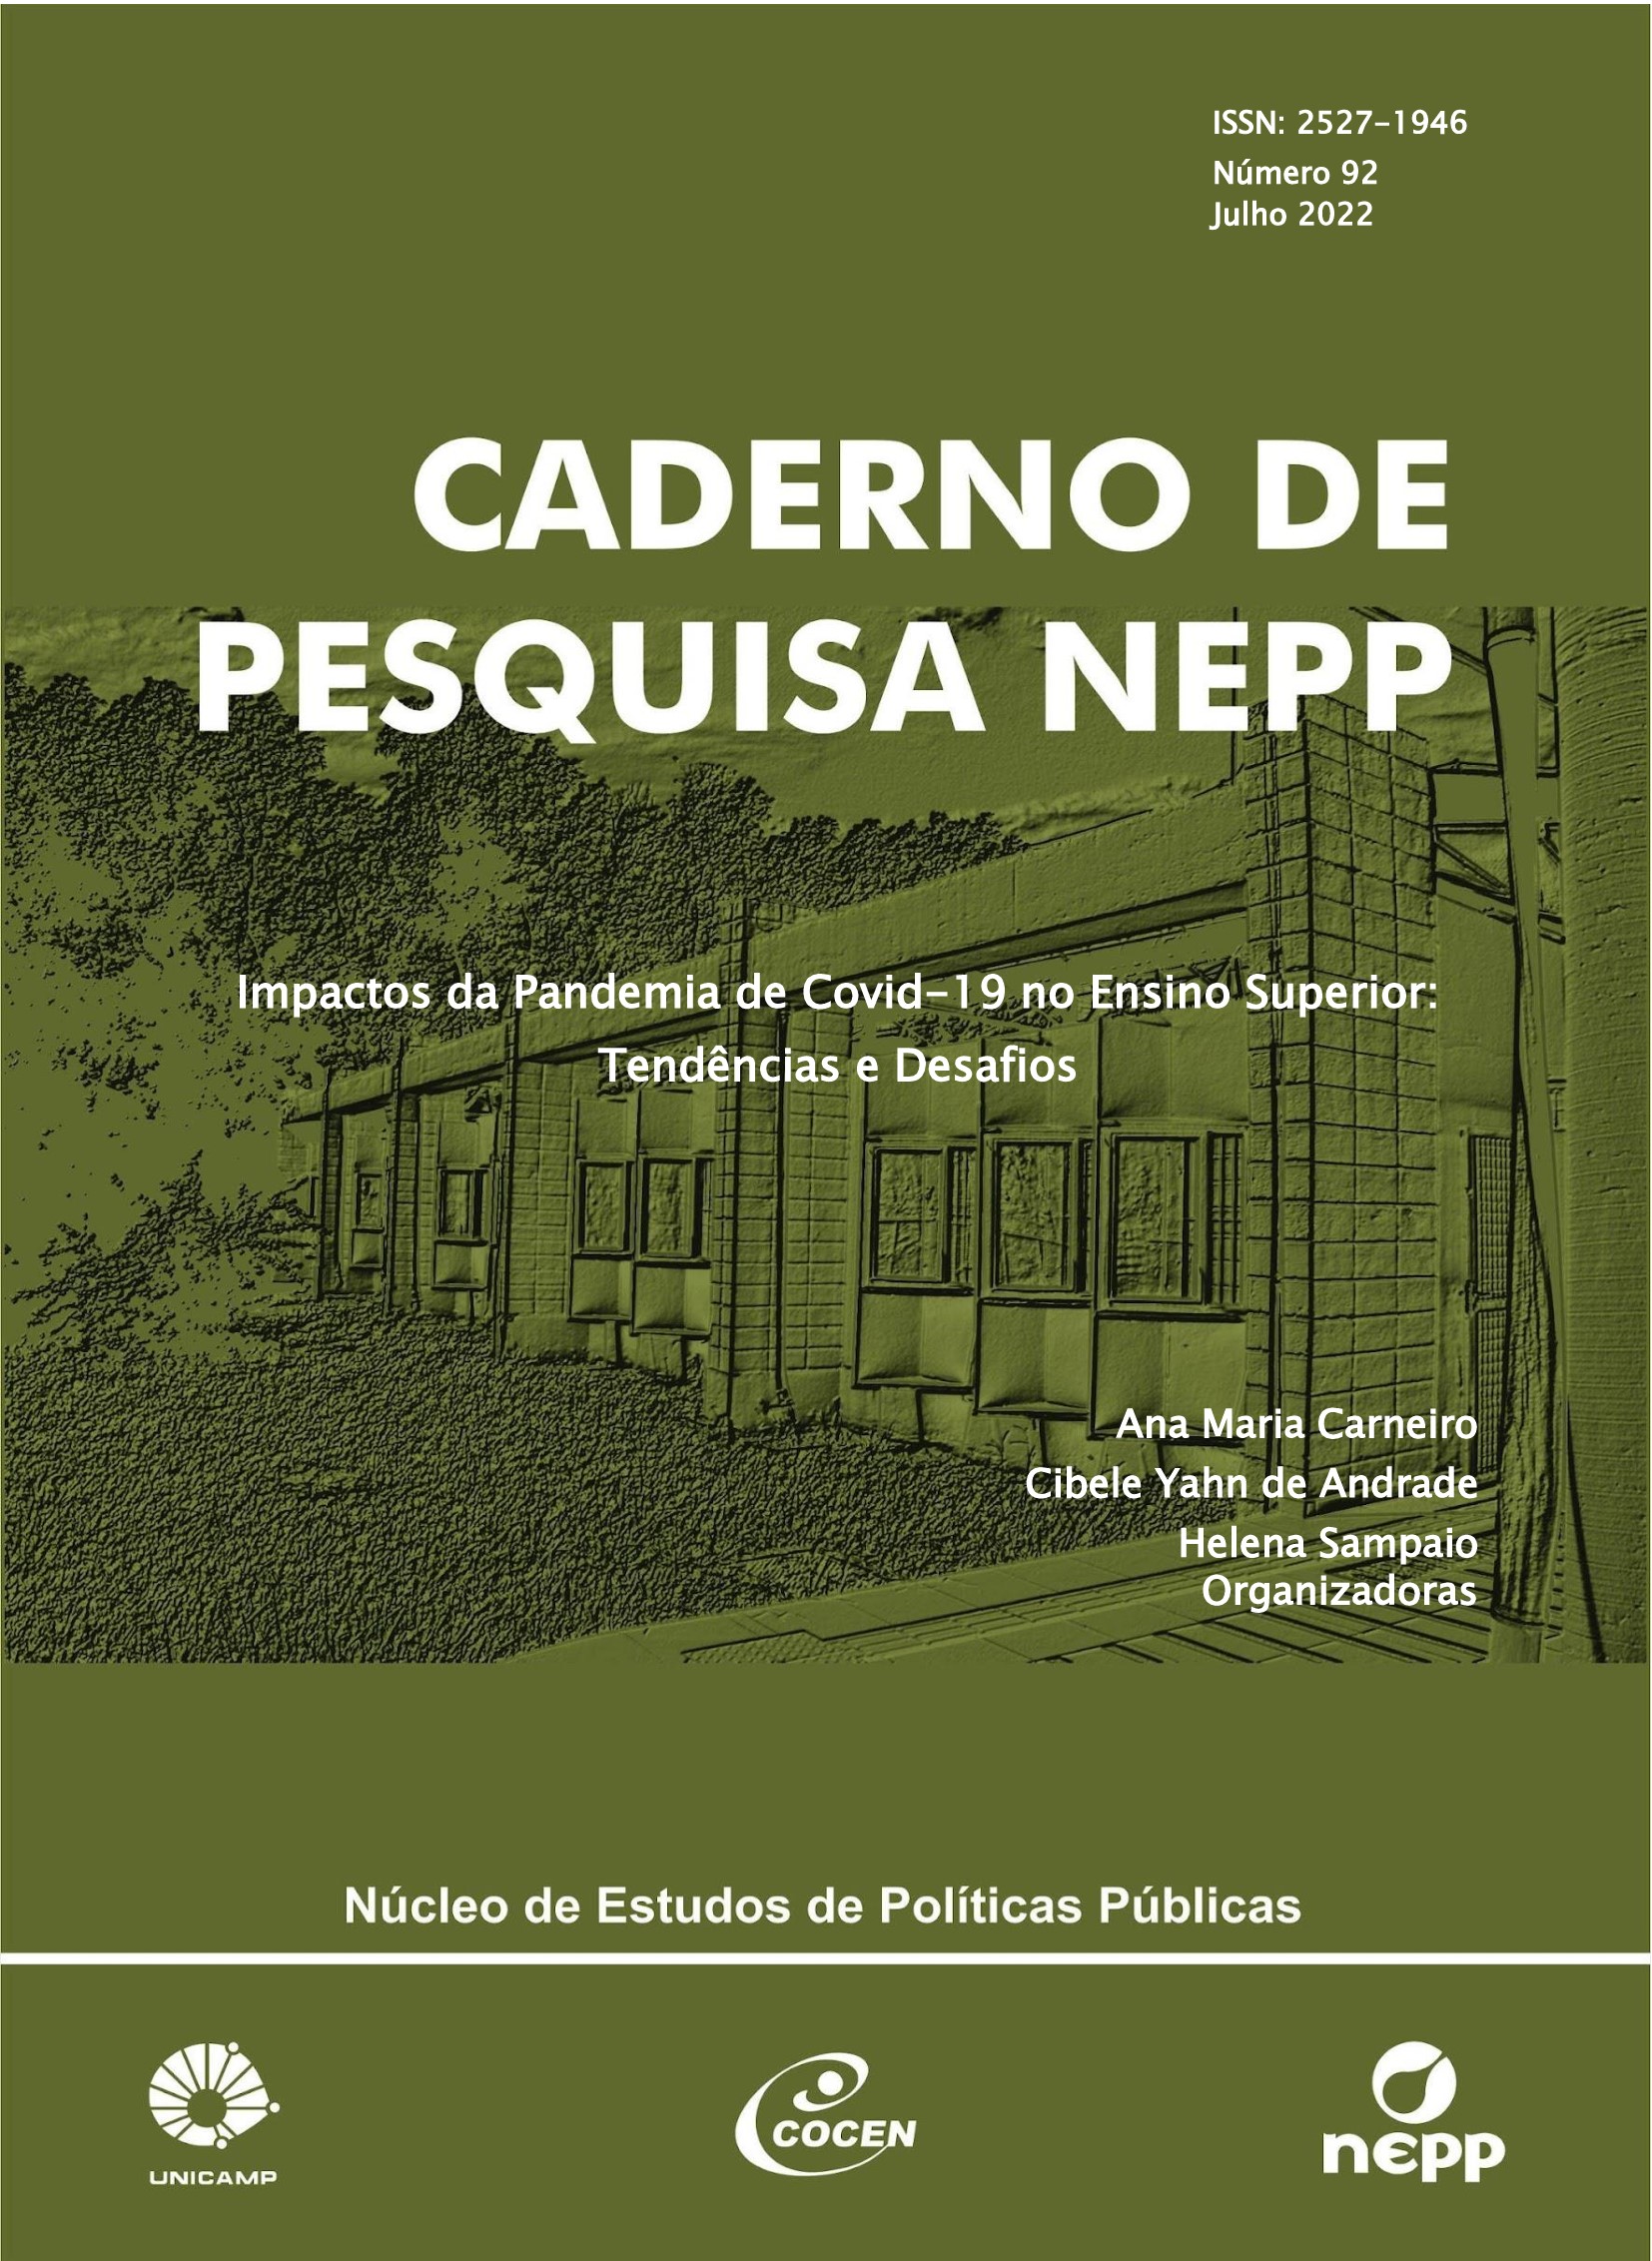 ISSN: 2527-1946
Número 92
Julho 2022
CADERNO DE
PESQUISA NEPP
Impactos da Pandemia de Covid-19 no Ensino Superior:
Tendências e Desafios
Ana Maria Carneiro
Cibele Yahn de Andrade
Helena Sampaio
Organizadoras
Núcleo de Estudos de Políticas Públicas
UNICAMP
COCEN
nepp